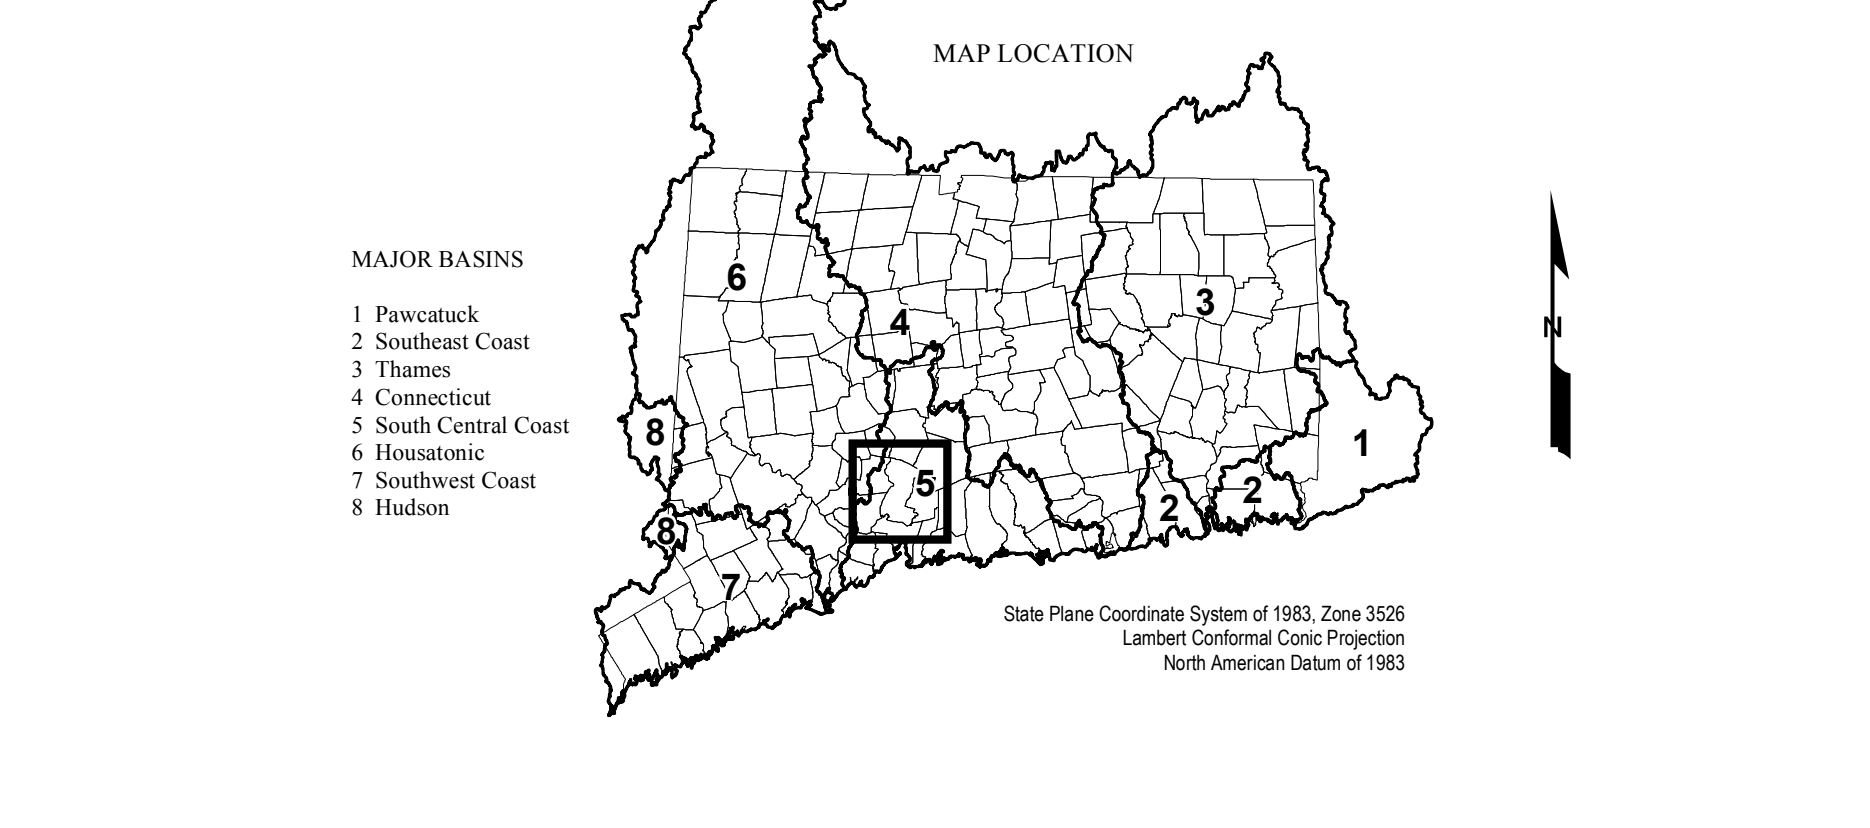 MAP LOCATION
MAJOR BASINS
1 Pawcatuck
2 Southeast Coast
3 Thames
4 Connecticut
5 South Central Coast
6 Housatonic
7 Southwest Coast
8 Hudson
6
3
4
8
1
5
2
2
8
7
N
State Plane Coordinate System of 1983, Zone 3526
Lambert Conformal Conic Projection
North American Datum of 1983